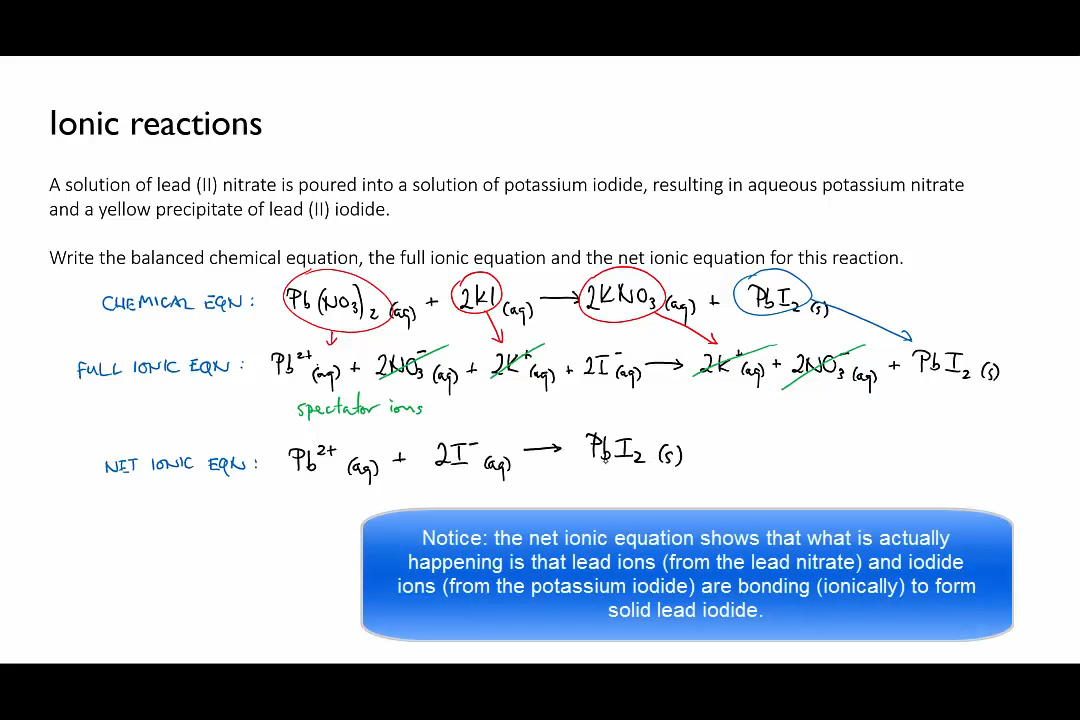 Ionic reactions
A solution of lead (II) nitrate is poured into a solution of potassium iodide, resulting in aqueous potassium nitrate
and a yellow precipitate of lead (II) iodide.
Write the balanced chemical equation, the full ionic equation and the net ionic equation for this reaction.
CHEMICAL EQN: Pb(NO₃)₂ (aq) + 2KI (aq) → 2KNO₃ (aq) + PbI₂ (s)
FULL IONIC EQN: Pb²⁺ (aq) + 2NO₃⁻ (aq) + 2K⁺ (aq) + 2I⁻ (aq) → 2K⁺ (aq) + 2NO₃⁻ (aq) + PbI₂ (s)
spectator ions
NET IONIC EQN: Pb²⁺ (aq) + 2I⁻ (aq) → PbI₂ (s)
Notice: the net ionic equation shows that what is actually
happening is that lead ions (from the lead nitrate) and iodide
ions (from the potassium iodide) are bonding (ionically) to form
solid lead iodide.